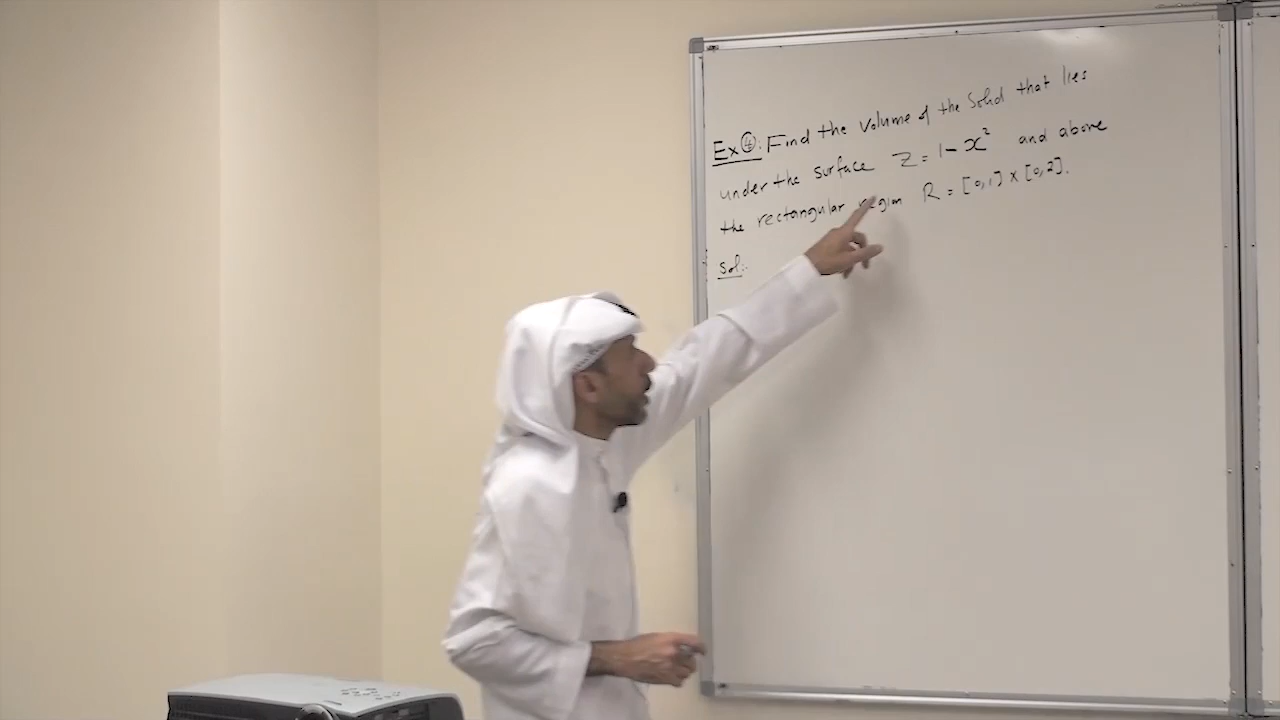 Ex④: Find the Volume of the Solid that lies
under the surface Z = 1 - x² and above
the rectangular region R = [0,1] x [0,2].
Sol:-